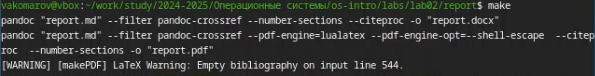 vakomarov@vbox:~/work/study/2024-2025/Операционные системы/os-intro/labs/lab02/report$ make
pandoc "report.md" --filter pandoc-crossref --number-sections --citeproc -o "report.docx"
pandoc "report.md" --filter pandoc-crossref --pdf-engine=lualatex --pdf-engine-opt=--shell-escape --citep
roc --number-sections -o "report.pdf"
[WARNING] [makePDF] LaTeX Warning: Empty bibliography on input line 544.